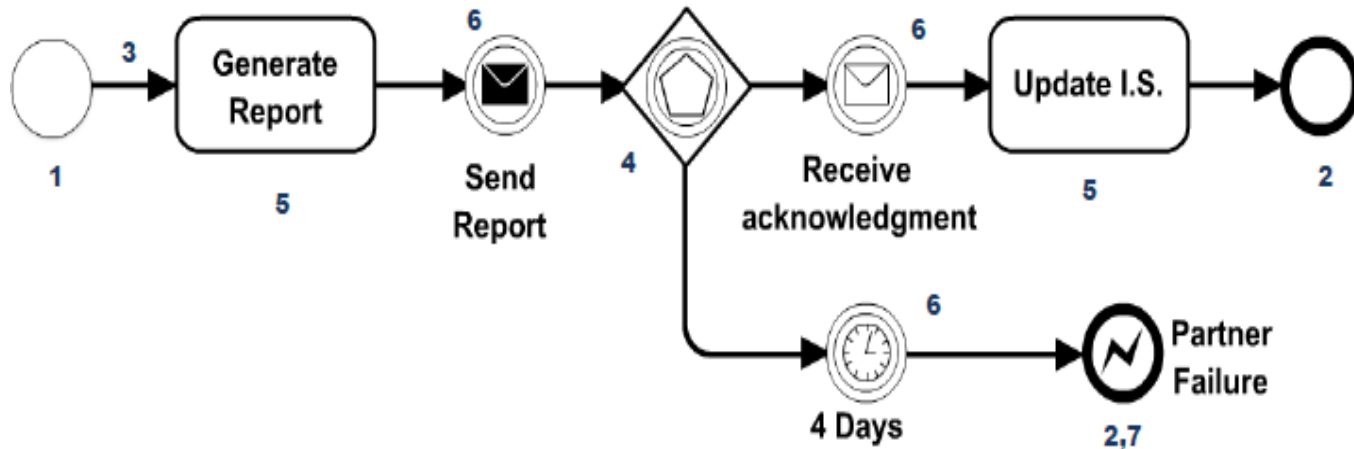 3
Generate
Report
6
6
Update I.S.
1
5
Send
Report
4
Receive
acknowledgment
5
2
6
4 Days
Partner
Failure
2,7